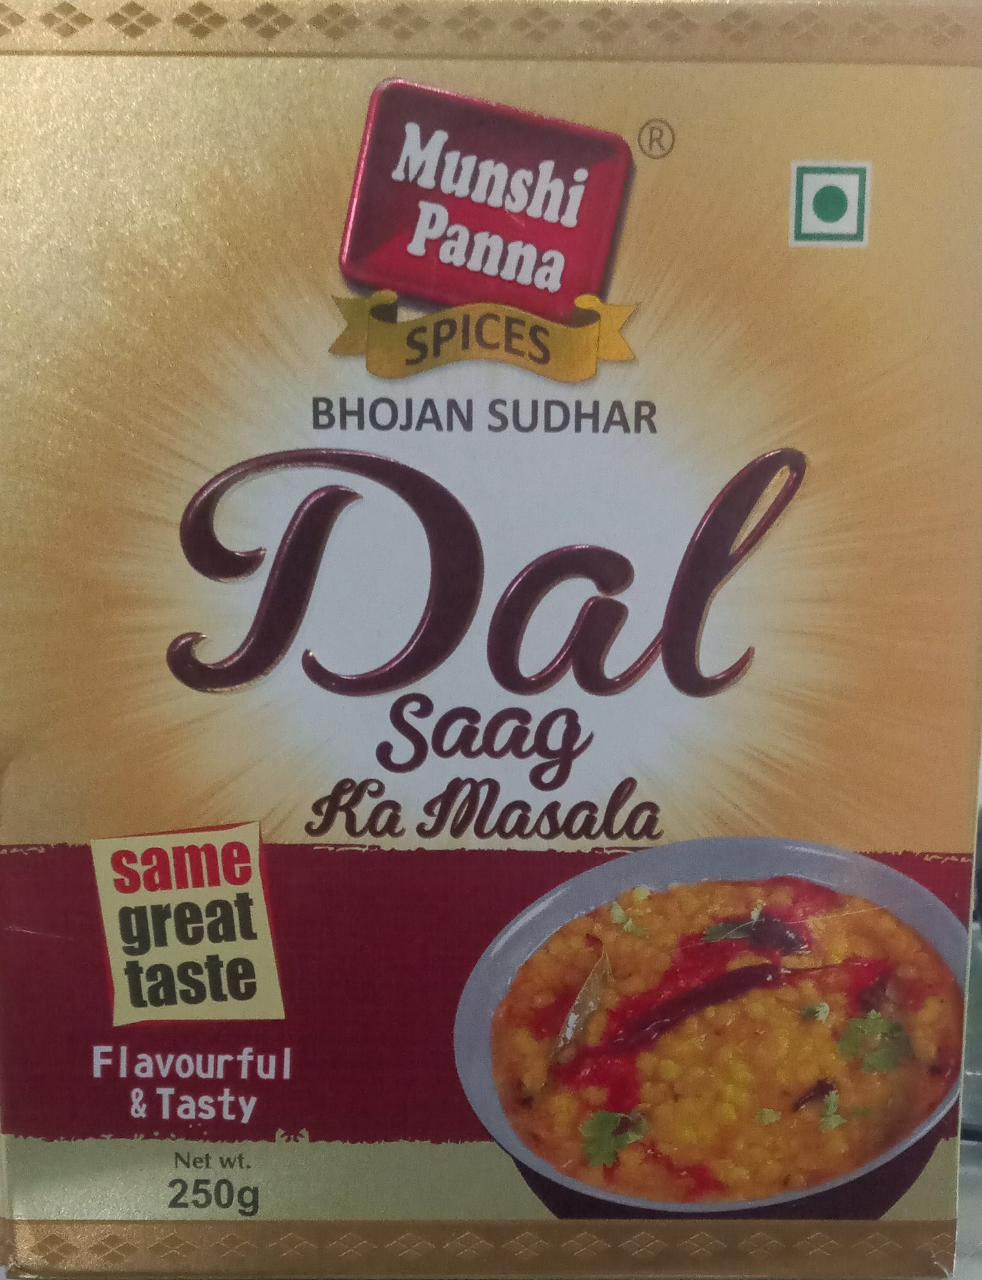 Munshi
Panna
®
SPICES
BHOJAN SUDHAR
Dal
Saag
Ka Masala
same
great
taste
Flavourful
& Tasty
Net wt.
250g